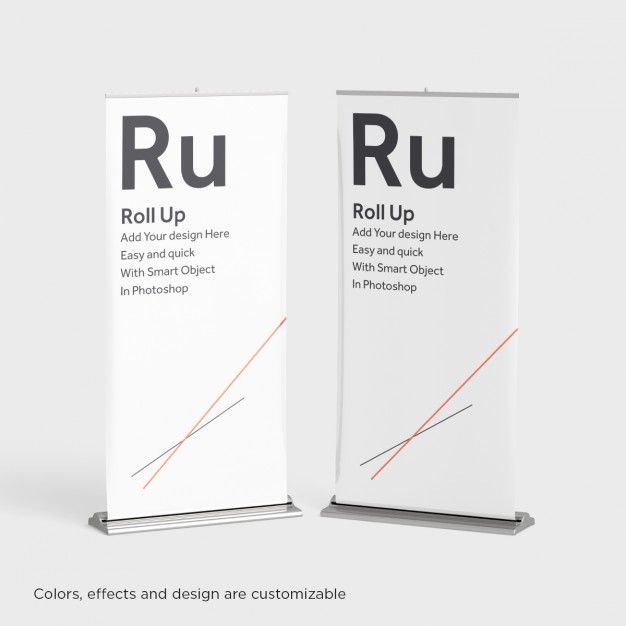 Ru
Roll Up
Add Your design Here
Easy and quick
With Smart Object
In Photoshop
Ru
Roll Up
Add Your design Here
Easy and quick
With Smart Object
In Photoshop
Colors, effects and design are customizable